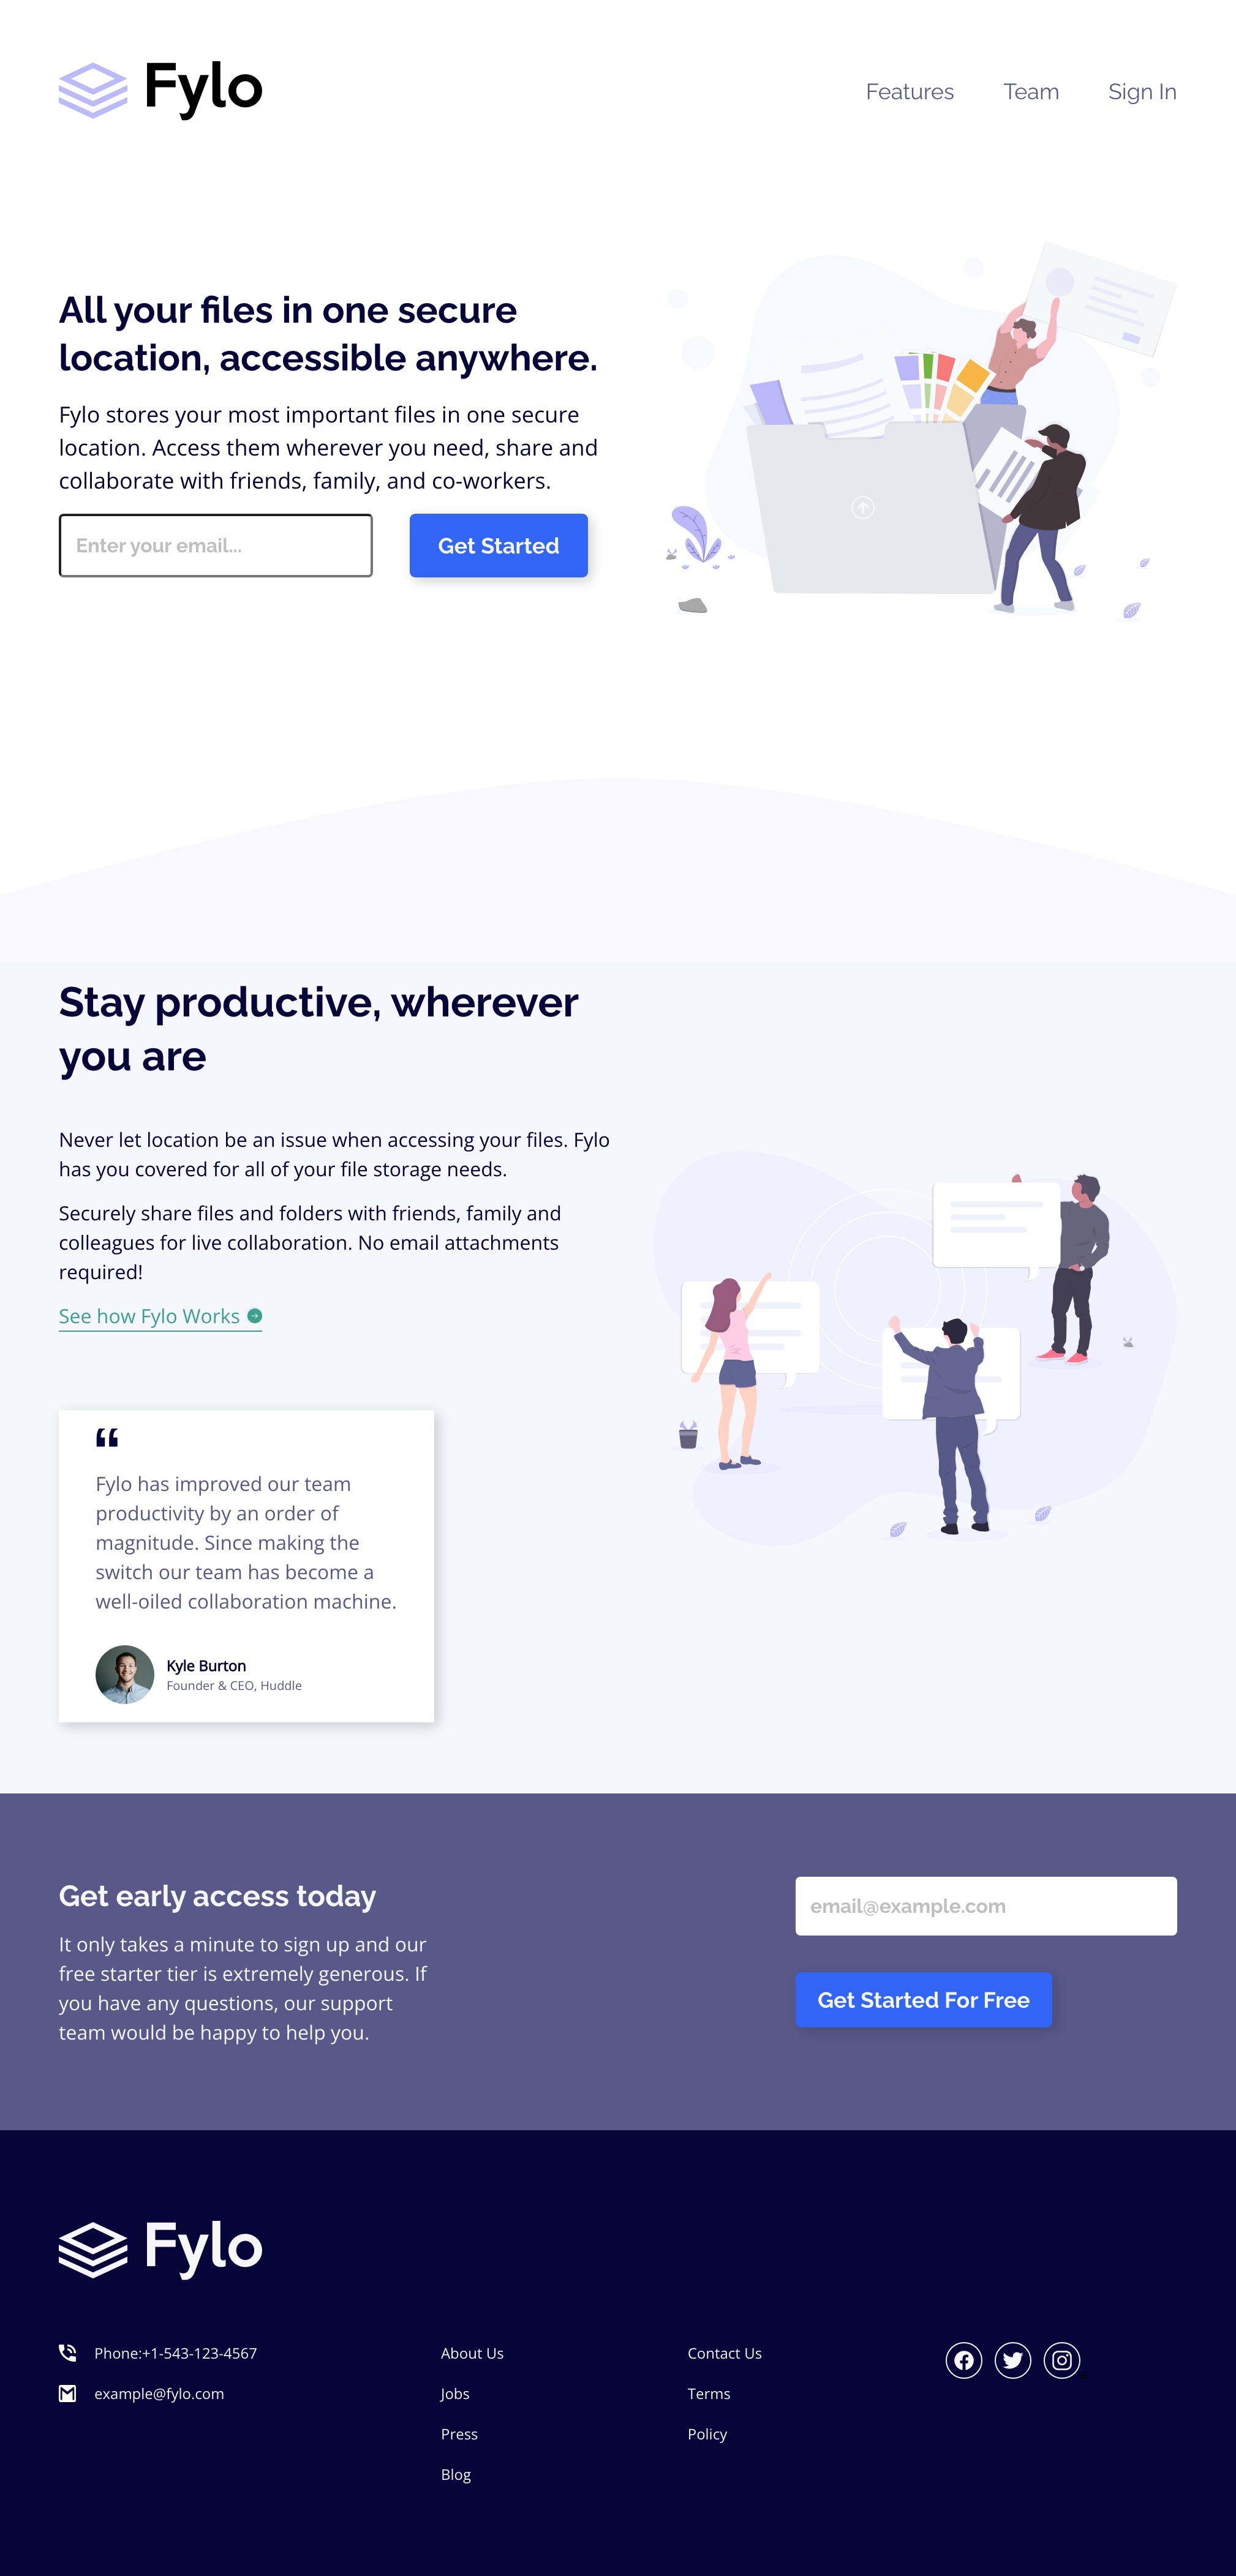 Fylo
Features
Team
Sign In
All your files in one secure
location, accessible anywhere.
Fylo stores your most important files in one secure
location. Access them wherever you need, share and
collaborate with friends, family, and co-workers.
Enter your email...
Get Started
Stay productive, wherever
you are
Never let location be an issue when accessing your files. Fylo
has you covered for all of your file storage needs.
Securely share files and folders with friends, family and
colleagues for live collaboration. No email attachments
required!
See how Fylo Works
“
Fylo has improved our team
productivity by an order of
magnitude. Since making the
switch our team has become a
well-oiled collaboration machine.
Kyle Burton
Founder & CEO, Huddle
Get early access today
It only takes a minute to sign up and our
free starter tier is extremely generous. If
you have any questions, our support
team would be happy to help you.
email@example.com
Get Started For Free
Fylo
Phone:+1-543-123-4567
example@fylo.com
About Us
Jobs
Press
Blog
Contact Us
Terms
Policy